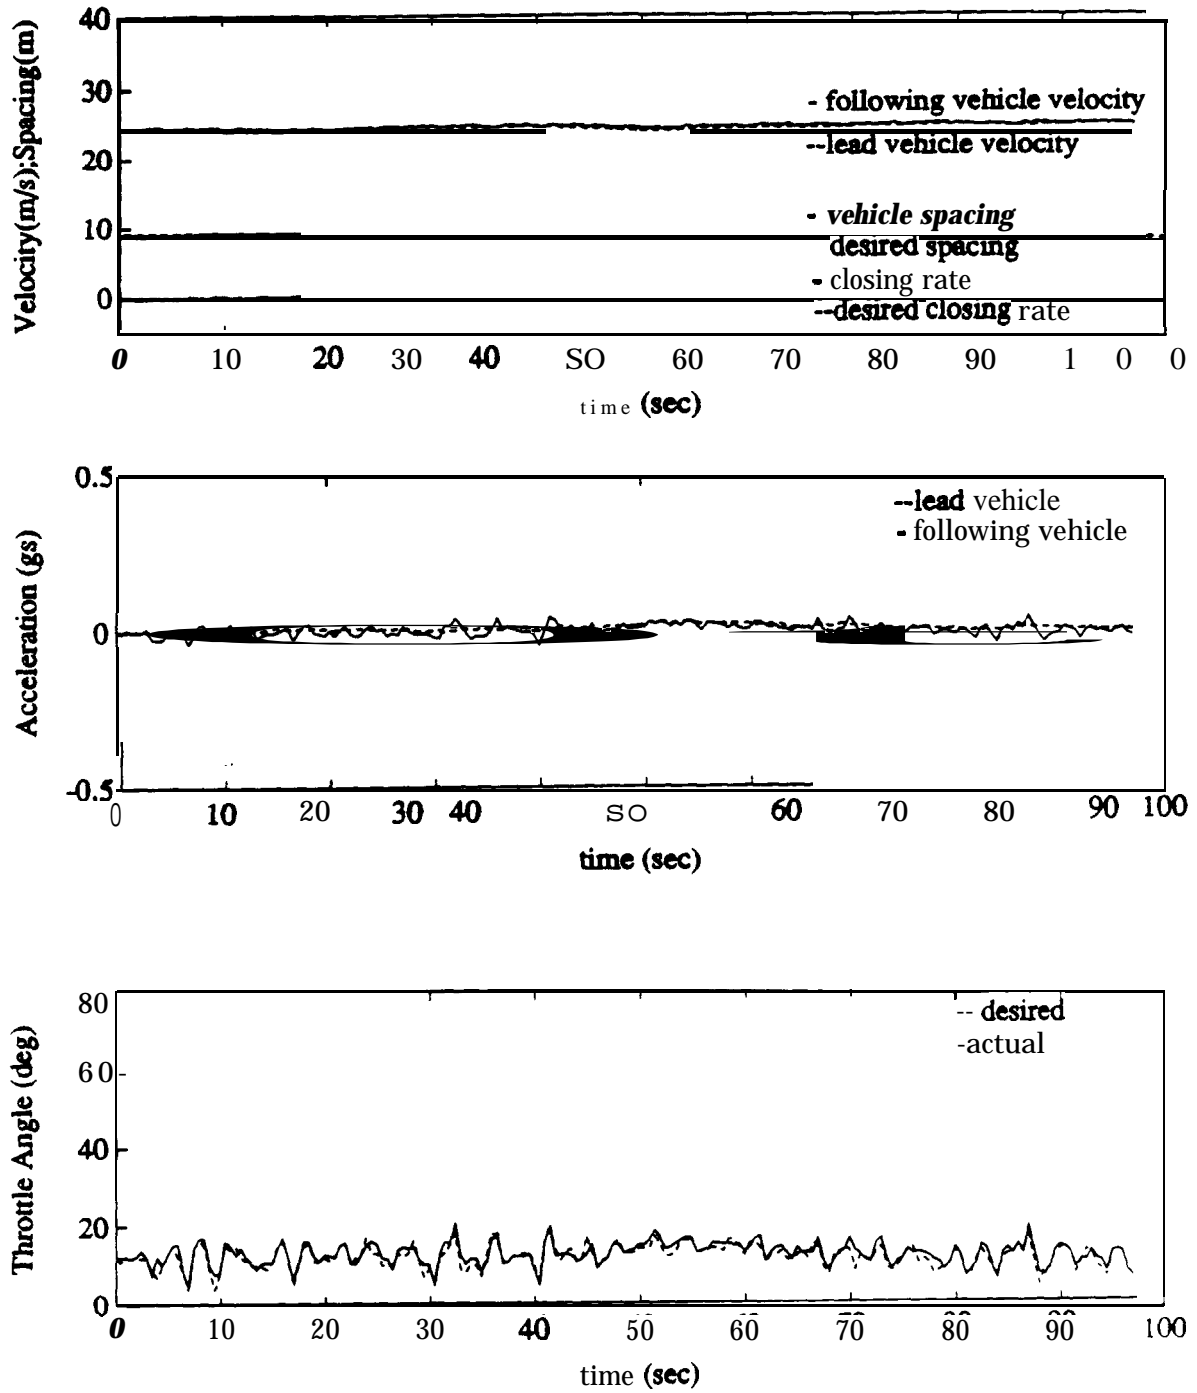 40
30
20
10
0
Velocity(m/s);Spacing(m)
- following vehicle velocity
--lead vehicle velocity
- vehicle spacing
desired spacing
- closing rate
--desired closing rate
0 10 20 30 40 SO 60 70 80 90 1 0 0
time (sec)
0.5
0
-0.5
Acceleration (gs)
--lead vehicle
- following vehicle
0 10 20 30 40 SO 60 70 80 90 100
time (sec)
80
60
40
20
0
Throttle Angle (deg)
-- desired
-actual
0 10 20 30 40 50 60 70 80 90 100
time (sec)